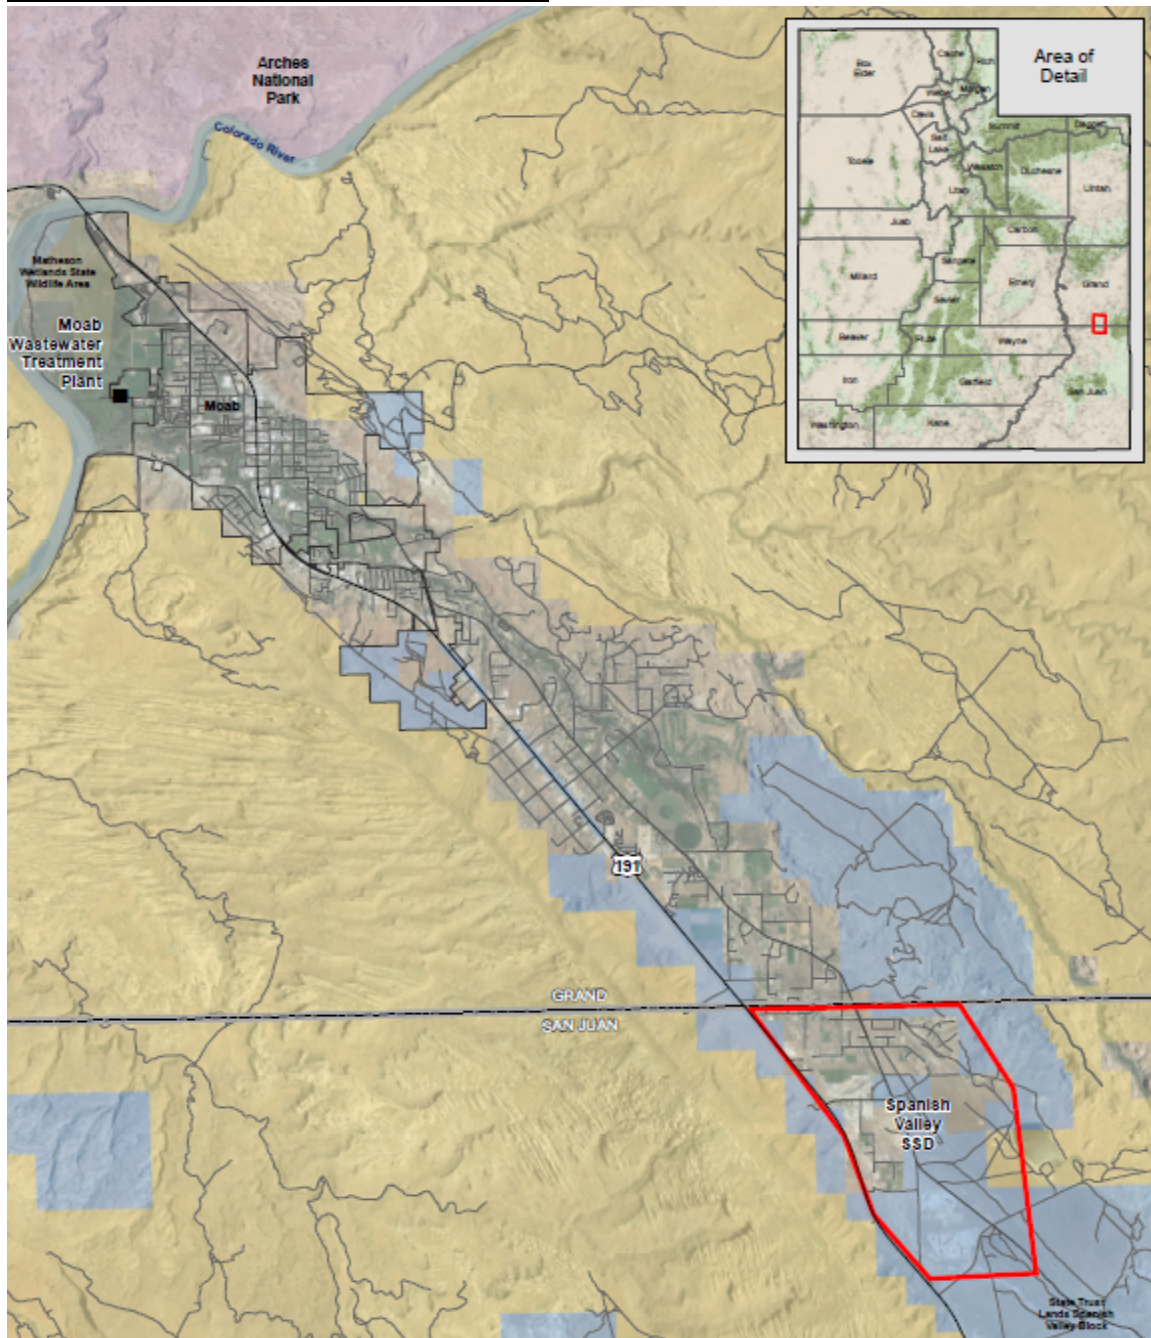 Arches
National
Park
Colorado River
Matheson
Wetlands State
Wildlife Area
Moab
Wastewater
Treatment
Plant
Moab
191
GRAND
SAN JUAN
Spanish
Valley
SSD
State Trust
Lands Spanish
Valley Block
Area of
Detail
Box
Elder
Cache
Rich
Weber
Morgan
Davis
Salt
Lake
Summit
Daggett
Tooele
Wasatch
Duchesne
Uintah
Utah
Juab
Carbon
Sanpete
Millard
Emery
Grand
Sevier
Beaver
Piute
Wayne
Iron
Garfield
San Juan
Washington
Kane